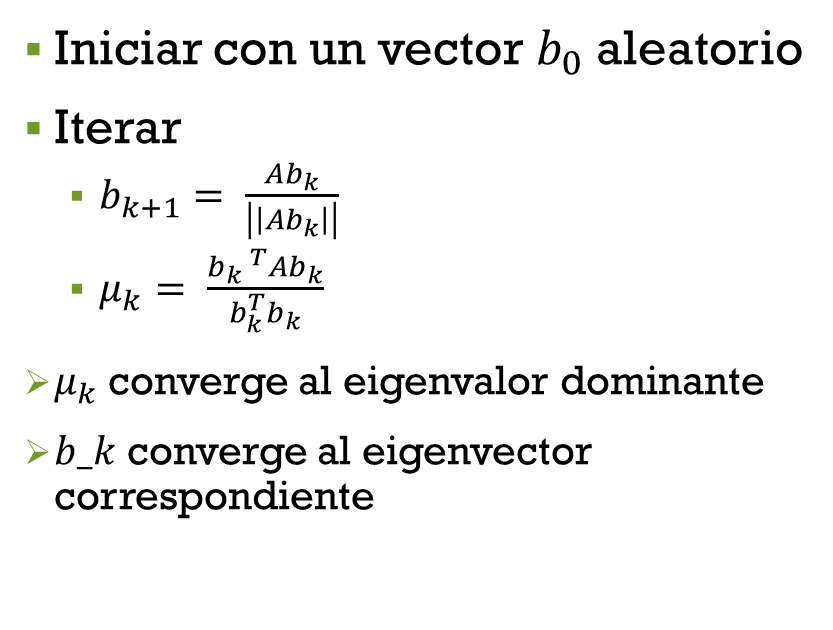 ▪ Iniciar con un vector $b_0$ aleatorio
▪ Iterar
▪ $b_{k+1} = \frac{Ab_k}{||Ab_k||}$
▪ $\mu_k = \frac{b_k{}^T Ab_k}{b_k^T b_k}$
➢ $\mu_k$ converge al eigenvalor dominante
➢ b_k converge al eigenvector
correspondiente